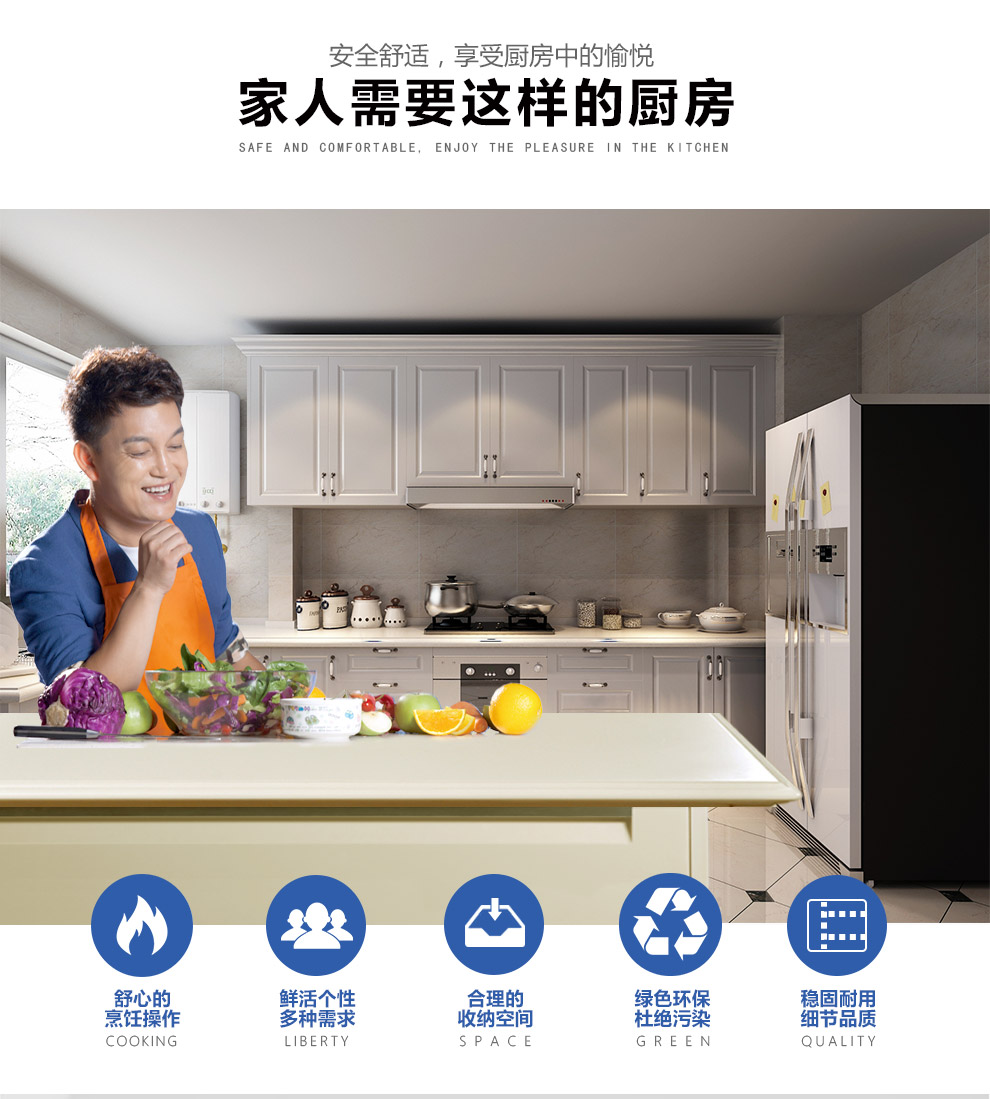 安全舒适，享受厨房中的愉悦
家人需要这样的厨房
SAFE AND COMFORTABLE, ENJOY THE PLEASURE IN THE KITCHEN
舒心的
烹饪操作
COOKING
鲜活个性
多种需求
LIBERTY
合理的
收纳空间
SPACE
绿色环保
杜绝污染
GREEN
稳固耐用
细节品质
QUALITY